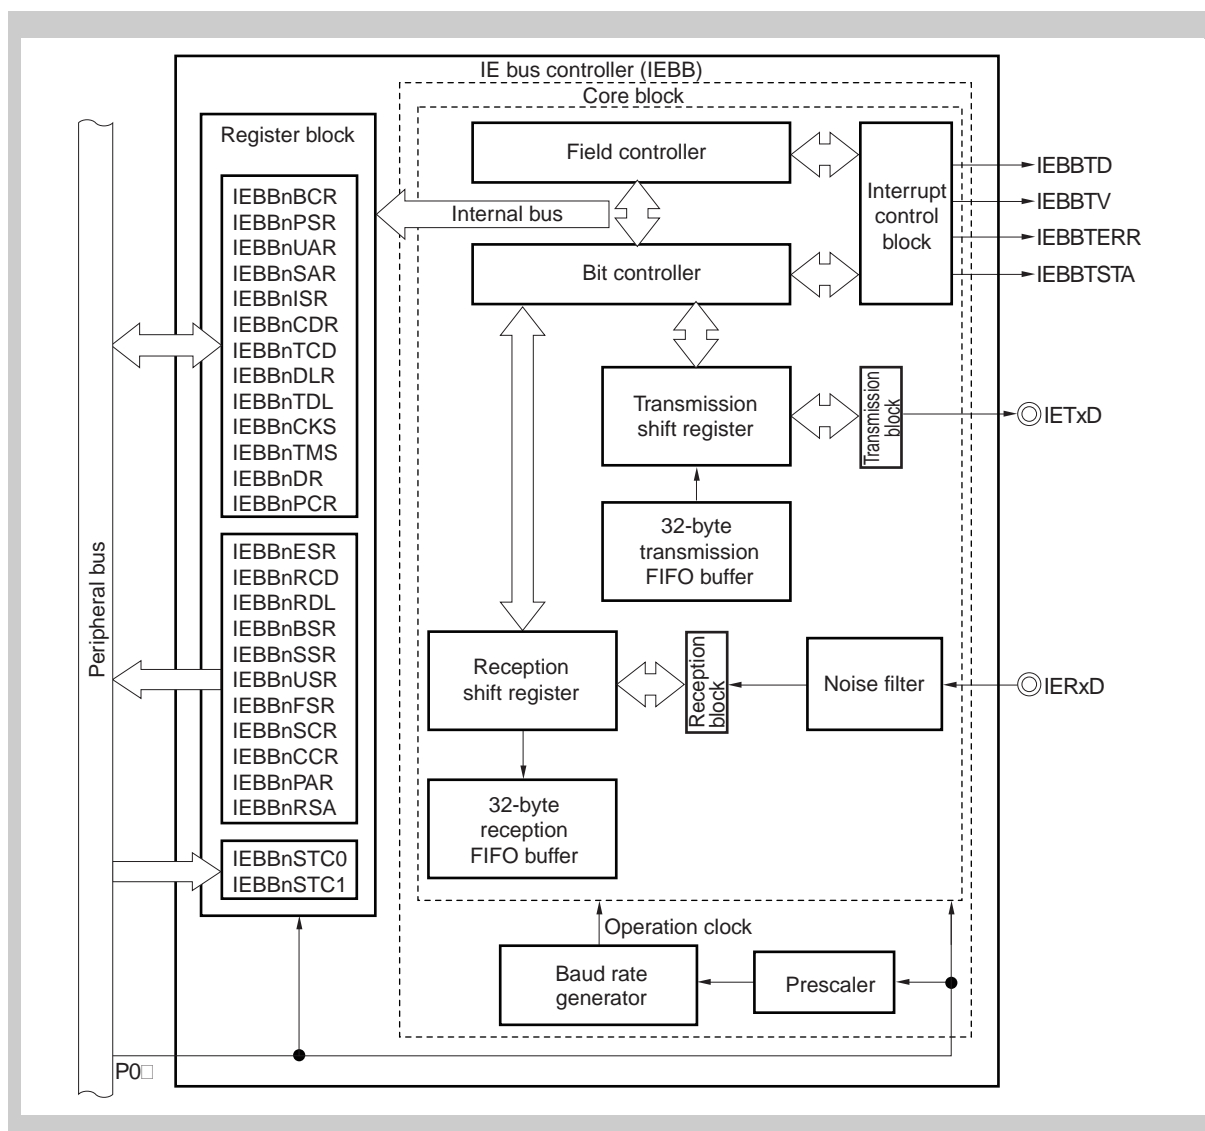 IE bus controller (IEBB)
Core block
Register block
IEBBnBCR
IEBBnPSR
IEBBnUAR
IEBBnSAR
IEBBnISR
IEBBnCDR
IEBBnTCD
IEBBnDLR
IEBBnTDL
IEBBnCKS
IEBBnTMS
IEBBnDR
IEBBnPCR
IEBBnESR
IEBBnRCD
IEBBnRDL
IEBBnBSR
IEBBnSSR
IEBBnUSR
IEBBnFSR
IEBBnSCR
IEBBnCCR
IEBBnPAR
IEBBnRSA
IEBBnSTC0
IEBBnSTC1
Peripheral bus
P0□
Internal bus
Field controller
Bit controller
Interrupt
control
block
IEBBTD
IEBBTV
IEBBTERR
IEBBTSTA
Transmission
shift register
Transmission
block
IETxD
32-byte
transmission
FIFO buffer
Reception
shift register
Reception
block
Noise filter
IERxD
32-byte
reception
FIFO buffer
Operation clock
Baud rate
generator
Prescaler